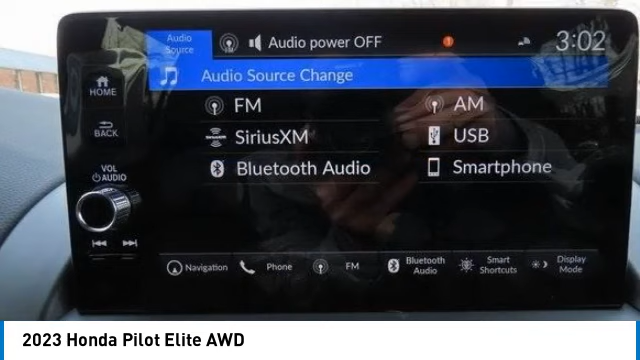 Audio Source
Audio power OFF
3:02
Audio Source Change
HOME
FM
AM
BACK
SiriusXM
USB
Bluetooth Audio
Smartphone
VOL
AUDIO
Navigation
Phone
FM
Bluetooth Audio
Smart Shortcuts
Display Mode
2023 Honda Pilot Elite AWD